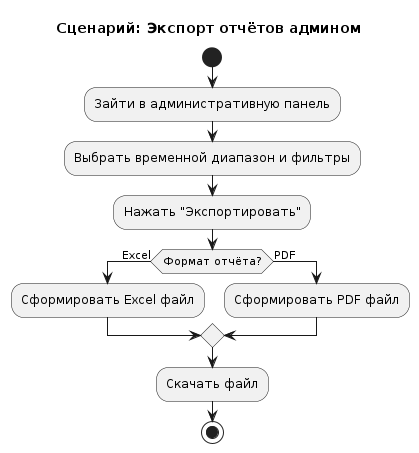 Сценарий: Экспорт отчётов админом
Зайти в административную панель
Выбрать временной диапазон и фильтры
Нажать "Экспортировать"
Excel
Формат отчёта?
PDF
Сформировать Excel файл
Сформировать PDF файл
Скачать файл